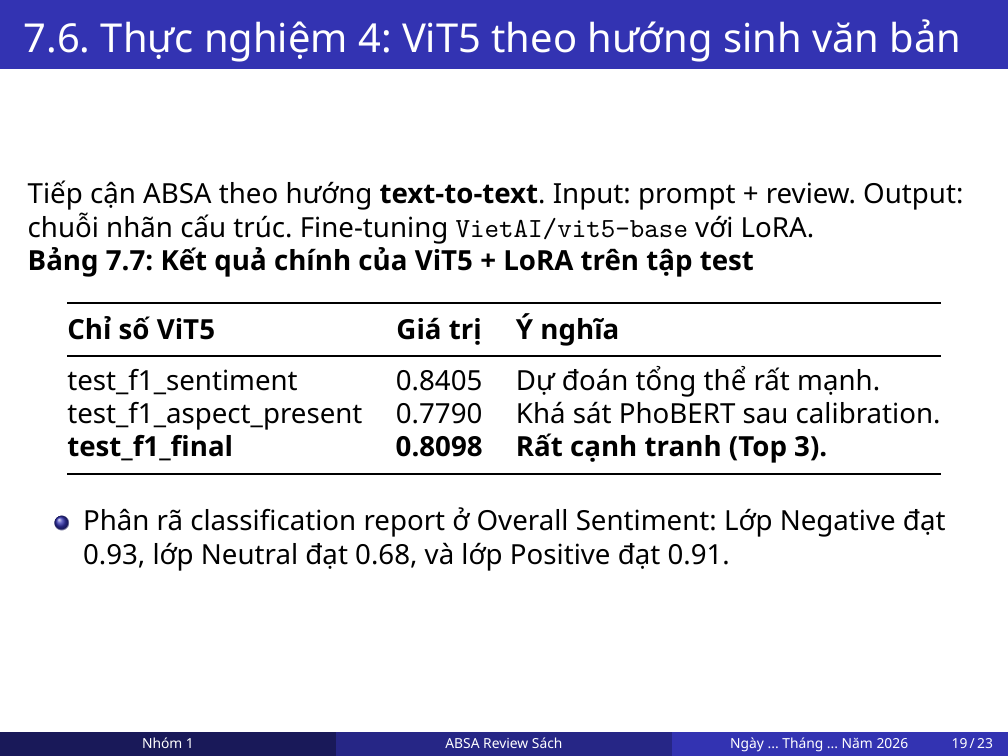 7.6. Thực nghiệm 4: ViT5 theo hướng sinh văn bản
Tiếp cận ABSA theo hướng text-to-text. Input: prompt + review. Output:
chuỗi nhãn cấu trúc. Fine-tuning VietAI/vit5-base với LoRA.
Bảng 7.7: Kết quả chính của ViT5 + LoRA trên tập test
Chỉ số ViT5 Giá trị Ý nghĩa
test_f1_sentiment 0.8405 Dự đoán tổng thể rất mạnh.
test_f1_aspect_present 0.7790 Khá sát PhoBERT sau calibration.
test_f1_final 0.8098 Rất cạnh tranh (Top 3).
Phân rã classification report ở Overall Sentiment: Lớp Negative đạt
0.93, lớp Neutral đạt 0.68, và lớp Positive đạt 0.91.
Nhóm 1 ABSA Review Sách Ngày ... Tháng ... Năm 2026 19 / 23